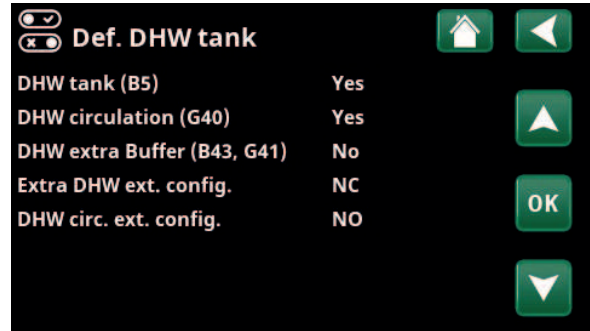 Def. DHW tank
DHW tank (B5) Yes
DHW circulation (G40) Yes
DHW extra Buffer (B43, G41) No
Extra DHW ext. config. NC
DHW circ. ext. config. NO
OK